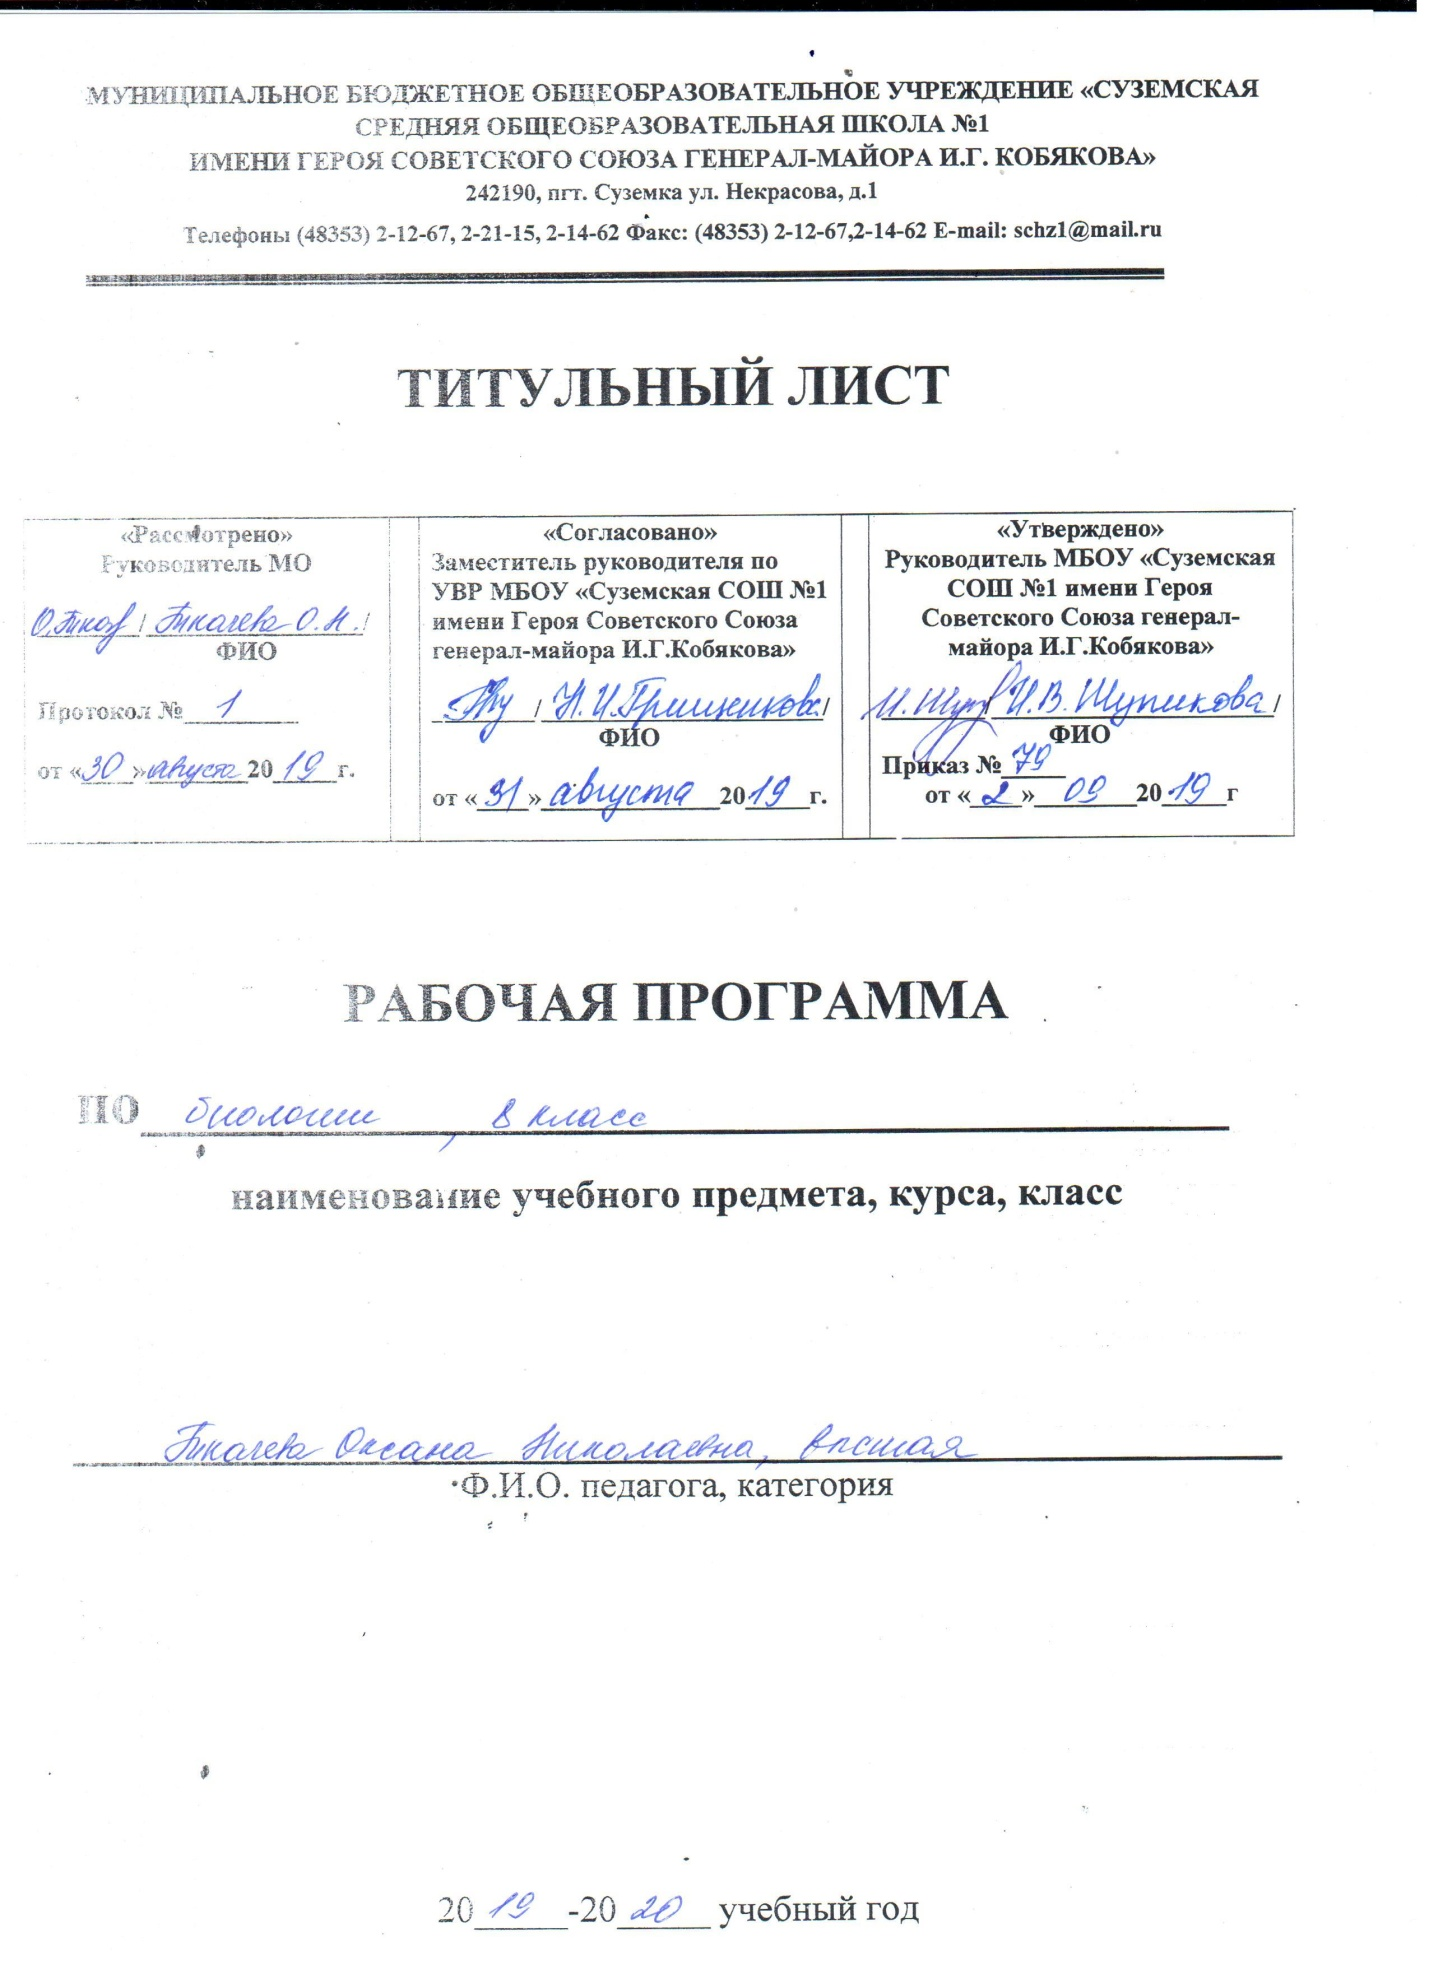 МУНИЦИПАЛЬНОЕ БЮДЖЕТНОЕ ОБЩЕОБРАЗОВАТЕЛЬНОЕ УЧРЕЖДЕНИЕ «СУЗЕМСКАЯ
СРЕДНЯЯ ОБЩЕОБРАЗОВАТЕЛЬНАЯ ШКОЛА №1
ИМЕНИ ГЕРОЯ СОВЕТСКОГО СОЮЗА ГЕНЕРАЛ-МАЙОРА И.Г. КОБЯКОВА»
242190, пгт. Суземка ул. Некрасова, д.1
Телефоны (48353) 2-12-67, 2-21-15, 2-14-62 Факс: (48353) 2-12-67,2-14-62 E-mail: schz1@mail.ru
ТИТУЛЬНЫЙ ЛИСТ
«Рассмотрено»
Руководитель МО
/ Ткачева О.Н. /
ФИО
Протокол № 1
от «30» августа 2019 г.
«Согласовано»
Заместитель руководителя по
УВР МБОУ «Суземская СОШ №1
имени Героя Советского Союза
генерал-майора И.Г.Кобякова»
/ Н.И.Грищенкова/
ФИО
от «31» августа 2019 г.
«Утверждено»
Руководитель МБОУ «Суземская
СОШ №1 имени Героя
Советского Союза генерал-
майора И.Г.Кобякова»
/ И.В. Шупикова /
ФИО
Приказ № 79
от «2» 09 2019 г
РАБОЧАЯ ПРОГРАММА
ПО биологии, 8 класс
наименование учебного предмета, курса, класс
Ткачева Оксана Николаевна, высшая
Ф.И.О. педагога, категория
2019-2020 учебный год